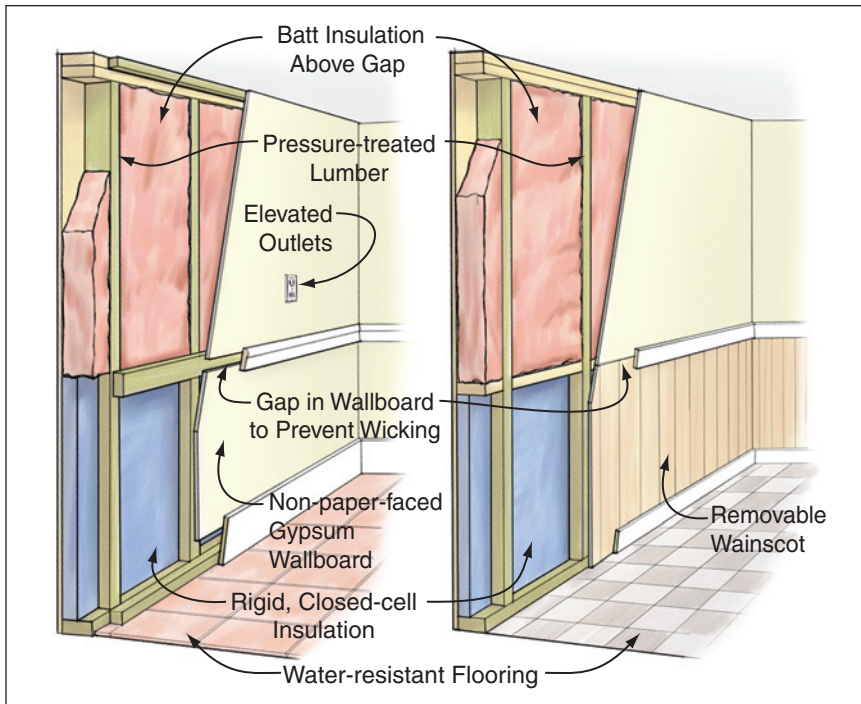 Batt Insulation
Above Gap
Pressure-treated
Lumber
Elevated
Outlets
Gap in Wallboard
to Prevent Wicking
Non-paper-faced
Gypsum
Wallboard
Removable
Wainscot
Rigid, Closed-cell
Insulation
Water-resistant Flooring